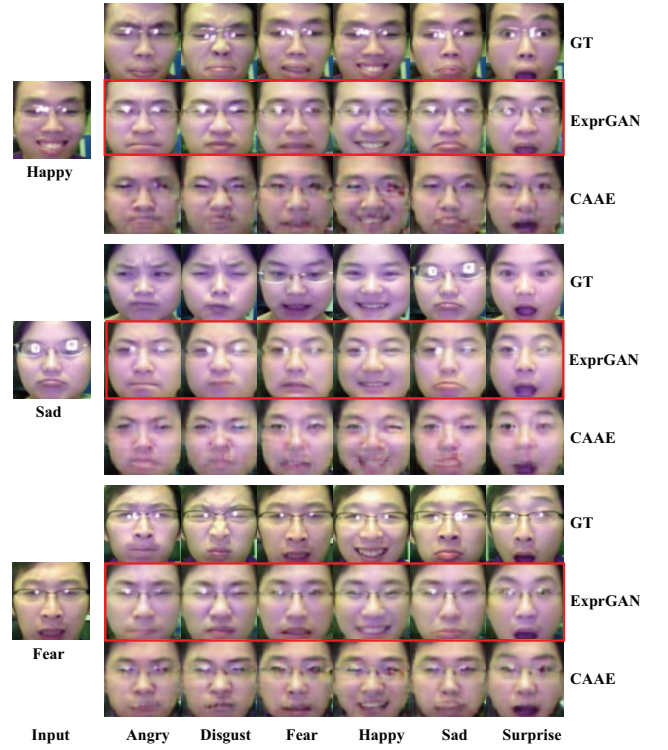 GT
ExprGAN
Happy
CAAE
GT
ExprGAN
Sad
CAAE
GT
ExprGAN
Fear
CAAE
Input Angry Disgust Fear Happy Sad Surprise